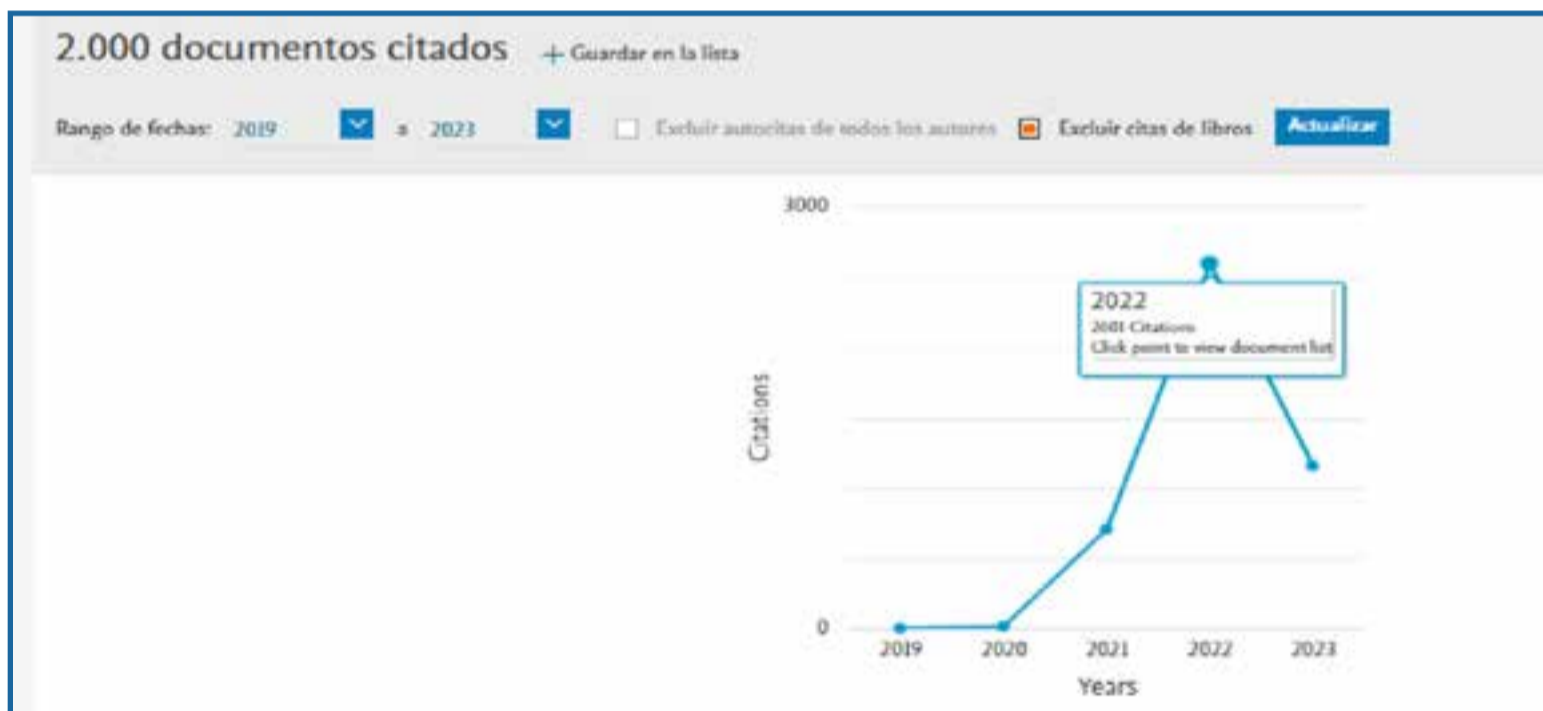 2.000 documentos citados + Guardar en la lista
Rango de fechas: 2019 a 2023 Excluir autocitas de todos los autores Excluir citas de libros Actualizar
3000
2022
Citations
Click point to view document list
Citations
0
2019 2020 2021 2022 2023
Years